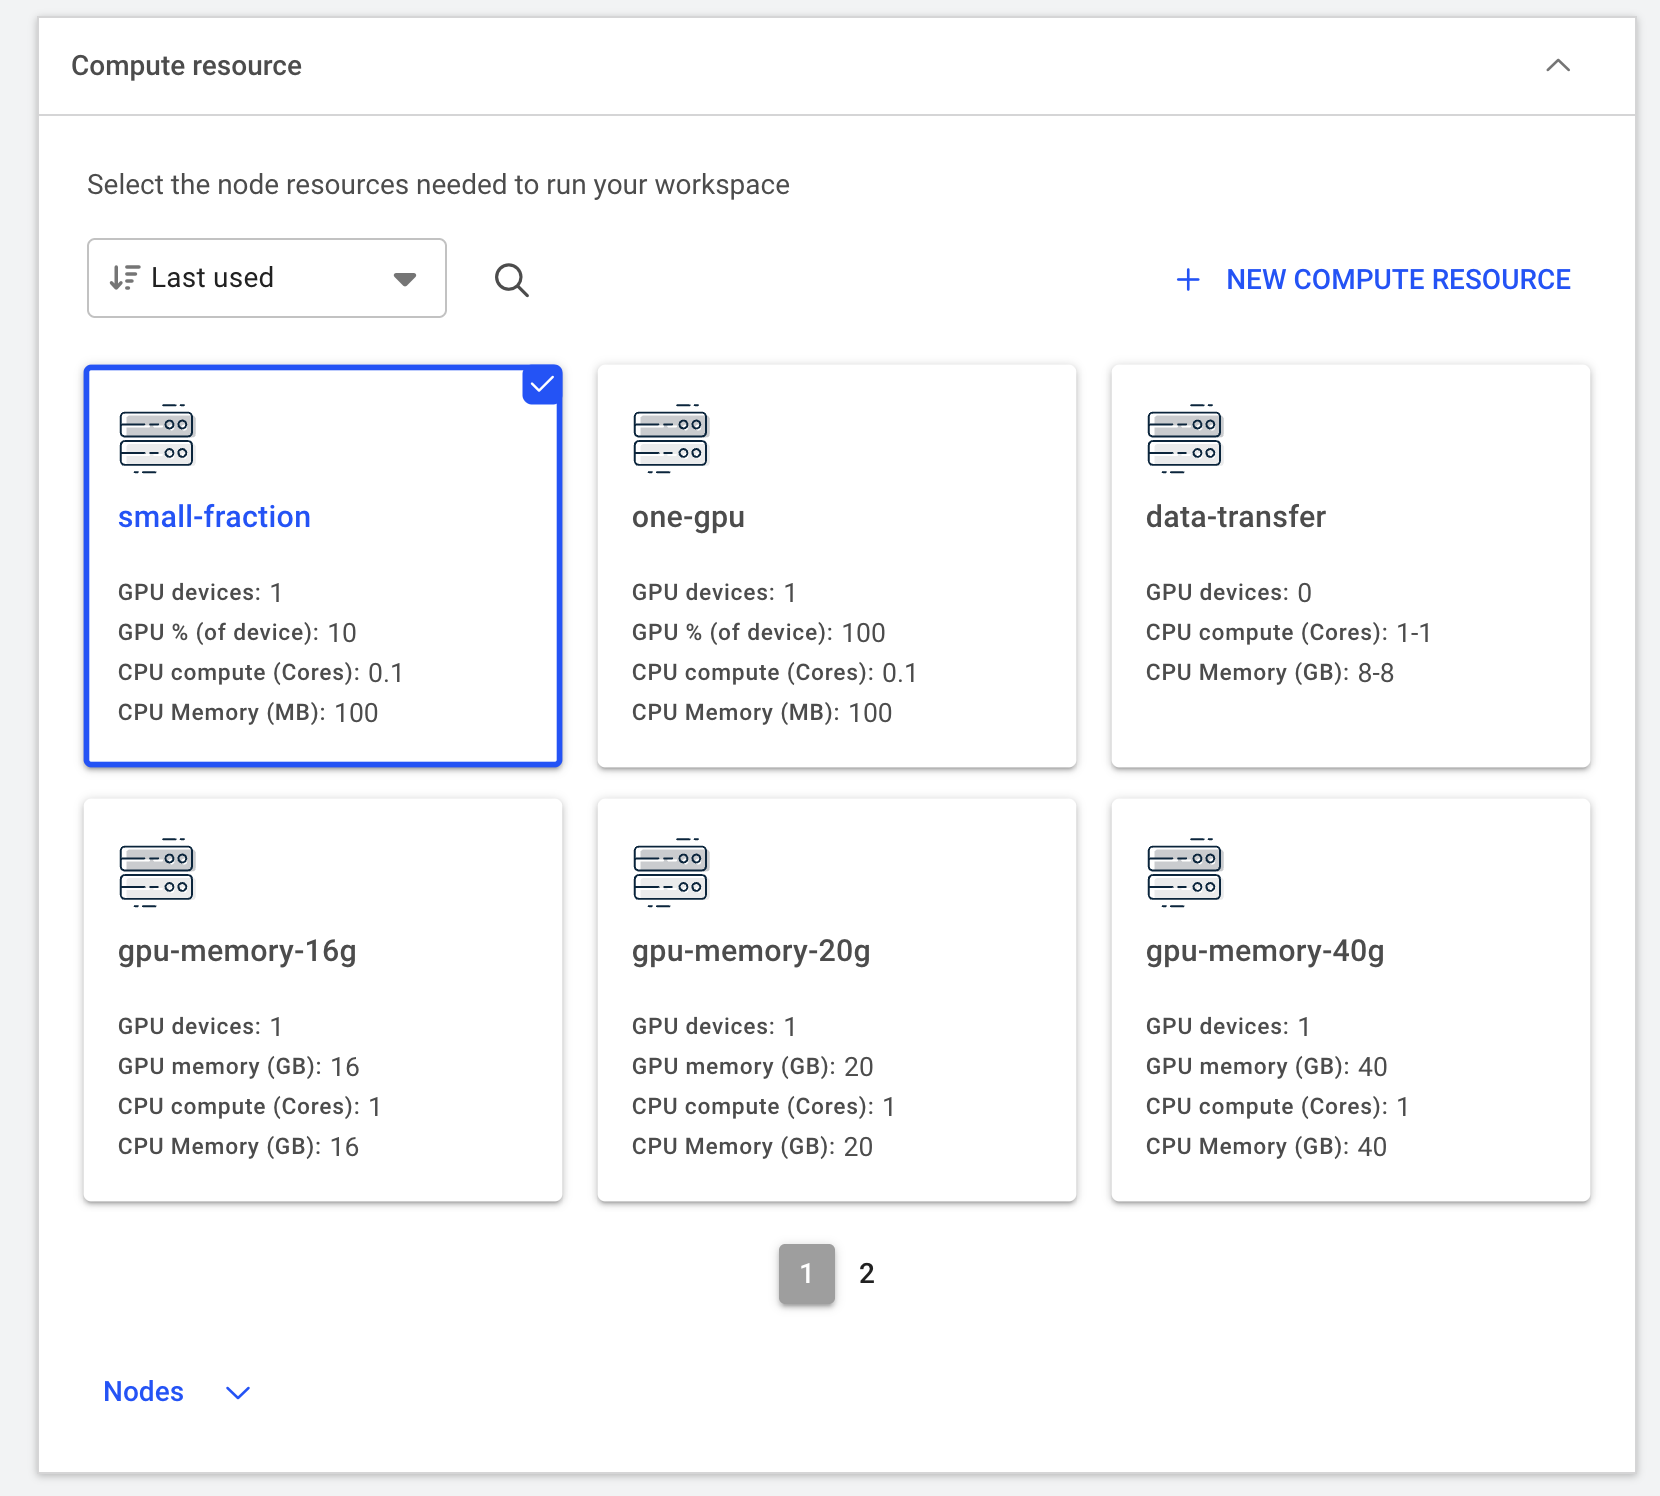 Compute resource
Select the node resources needed to run your workspace
Last used
+ NEW COMPUTE RESOURCE
small-fraction
GPU devices: 1
GPU % (of device): 10
CPU compute (Cores): 0.1
CPU Memory (MB): 100
one-gpu
GPU devices: 1
GPU % (of device): 100
CPU compute (Cores): 0.1
CPU Memory (MB): 100
data-transfer
GPU devices: 0
CPU compute (Cores): 1-1
CPU Memory (GB): 8-8
gpu-memory-16g
GPU devices: 1
GPU memory (GB): 16
CPU compute (Cores): 1
CPU Memory (GB): 16
gpu-memory-20g
GPU devices: 1
GPU memory (GB): 20
CPU compute (Cores): 1
CPU Memory (GB): 20
gpu-memory-40g
GPU devices: 1
GPU memory (GB): 40
CPU compute (Cores): 1
CPU Memory (GB): 40
1 2
Nodes